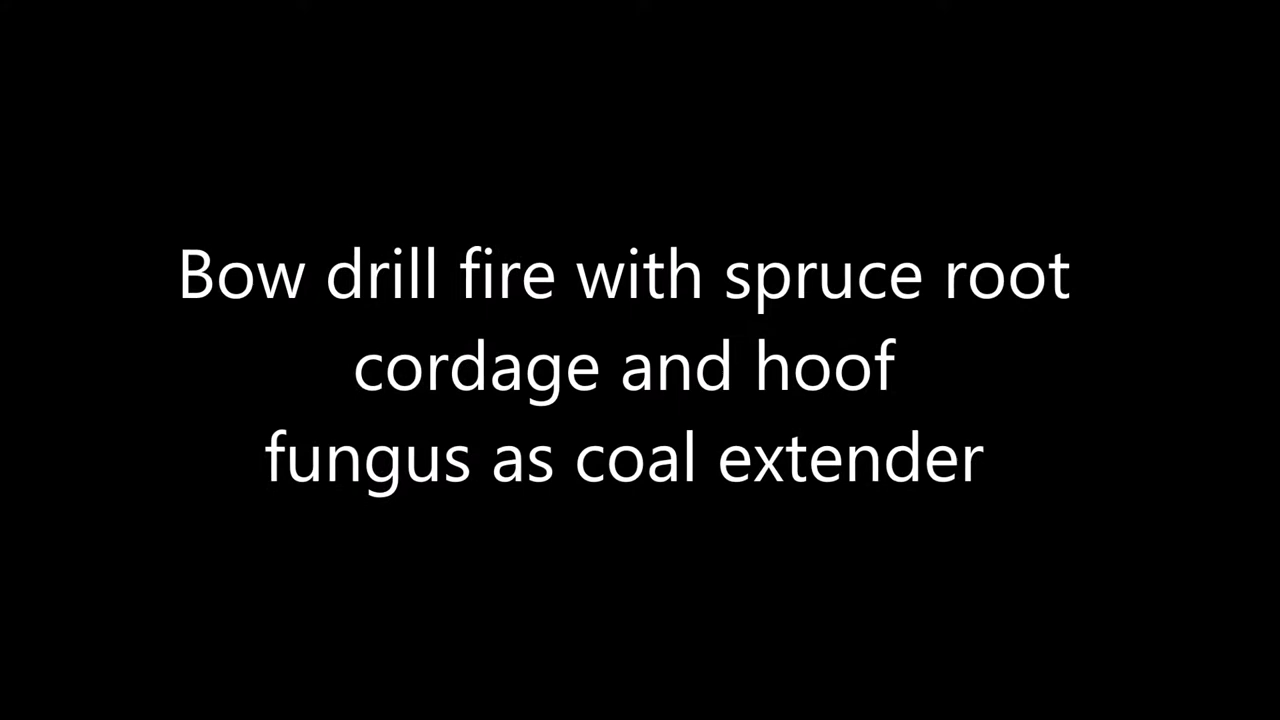 Bow drill fire with spruce root
cordage and hoof
fungus as coal extender